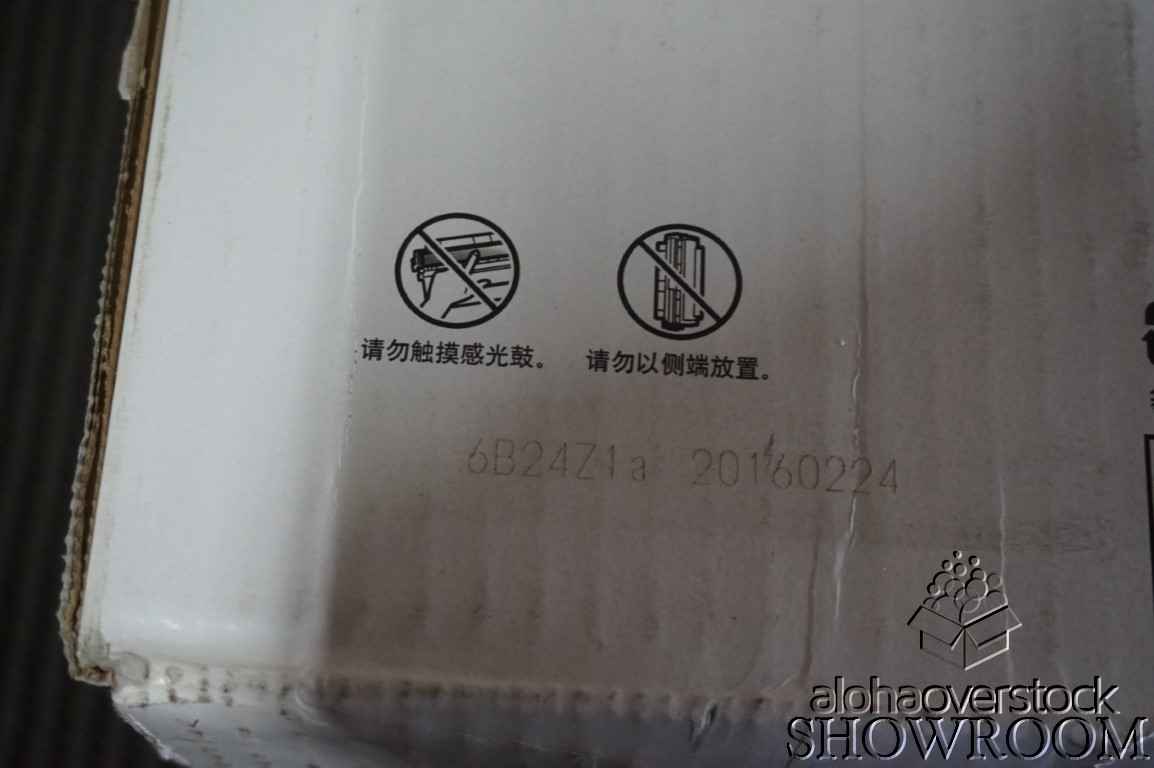 请勿触摸感光鼓。 请勿以侧端放置。
6B24Z1a 20160224
alohaoverstock
SHOWROOM